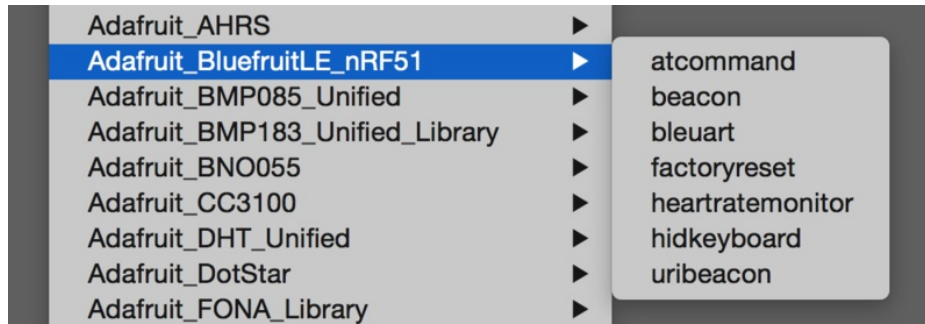 Adafruit_AHRS
Adafruit_BluefruitLE_nRF51
Adafruit_BMP085_Unified
Adafruit_BMP183_Unified_Library
Adafruit_BNO055
Adafruit_CC3100
Adafruit_DHT_Unified
Adafruit_DotStar
Adafruit_FONA_Library
atcommand
beacon
bleuart
factoryreset
heartratemonitor
hidkeyboard
uribeacon